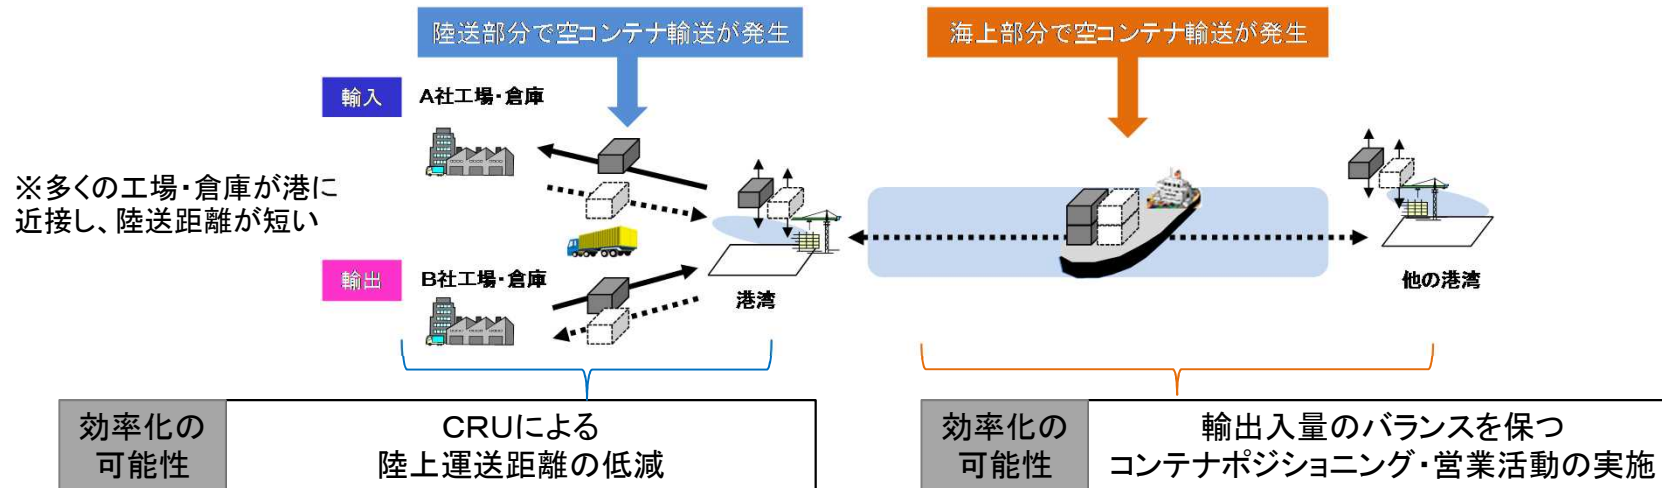 陸送部分で空コンテナ輸送が発生
海上部分で空コンテナ輸送が発生
輸入
A社工場・倉庫
※多くの工場・倉庫が港に
近接し、陸送距離が短い
輸出
B社工場・倉庫
港湾
他の港湾
効率化の
可能性
CRUによる
陸上運送距離の低減
効率化の
可能性
輸出入量のバランスを保つ
コンテナポジショニング・営業活動の実施